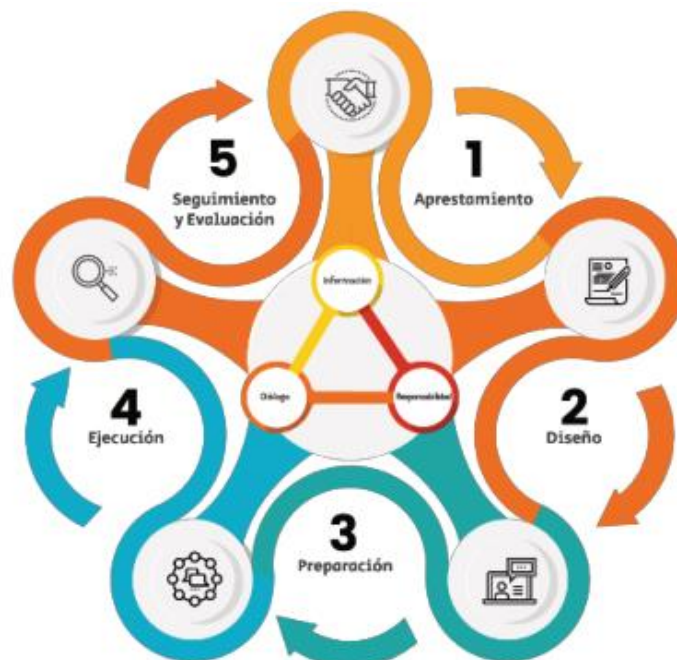 1
Aprestamiento
2
Diseño
3
Preparación
4
Ejecución
5
Seguimiento
y Evaluación
Información
Diálogo
Responsabilidad